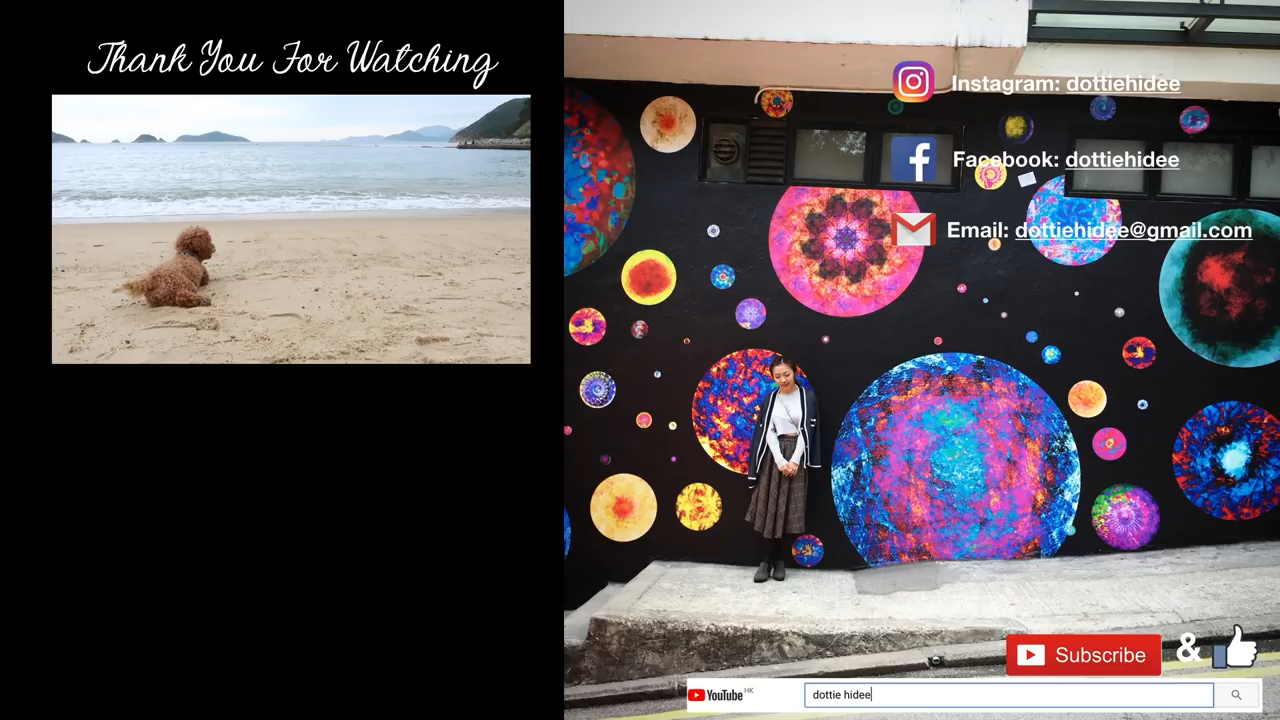 Thank You For Watching
Instagram: dottiehidee
Facebook: dottiehidee
Email: dottiehidee@gmail.com
Subscribe
&
YouTube HK
dottie hidee